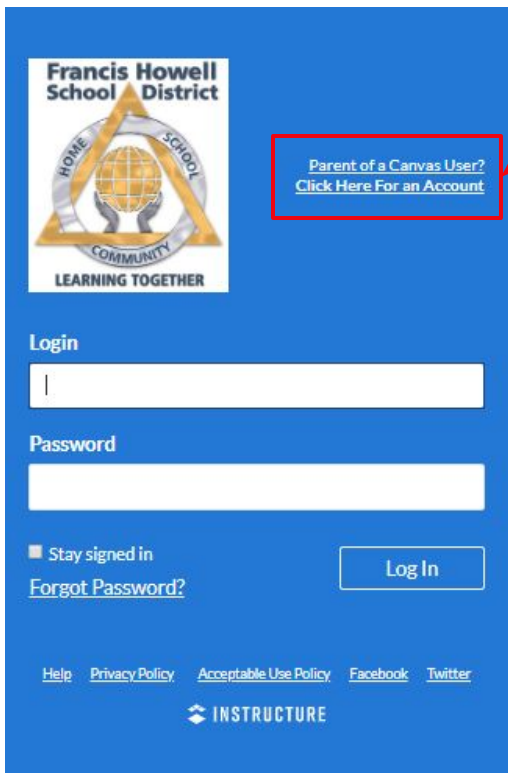 Francis Howell
School District
HOME
SCHOOL
COMMUNITY
LEARNING TOGETHER
Parent of a Canvas User?
Click Here For an Account
Login
Password
Stay signed in
Forgot Password?
Log In
Help Privacy Policy Acceptable Use Policy Facebook Twitter
INSTRUCTURE